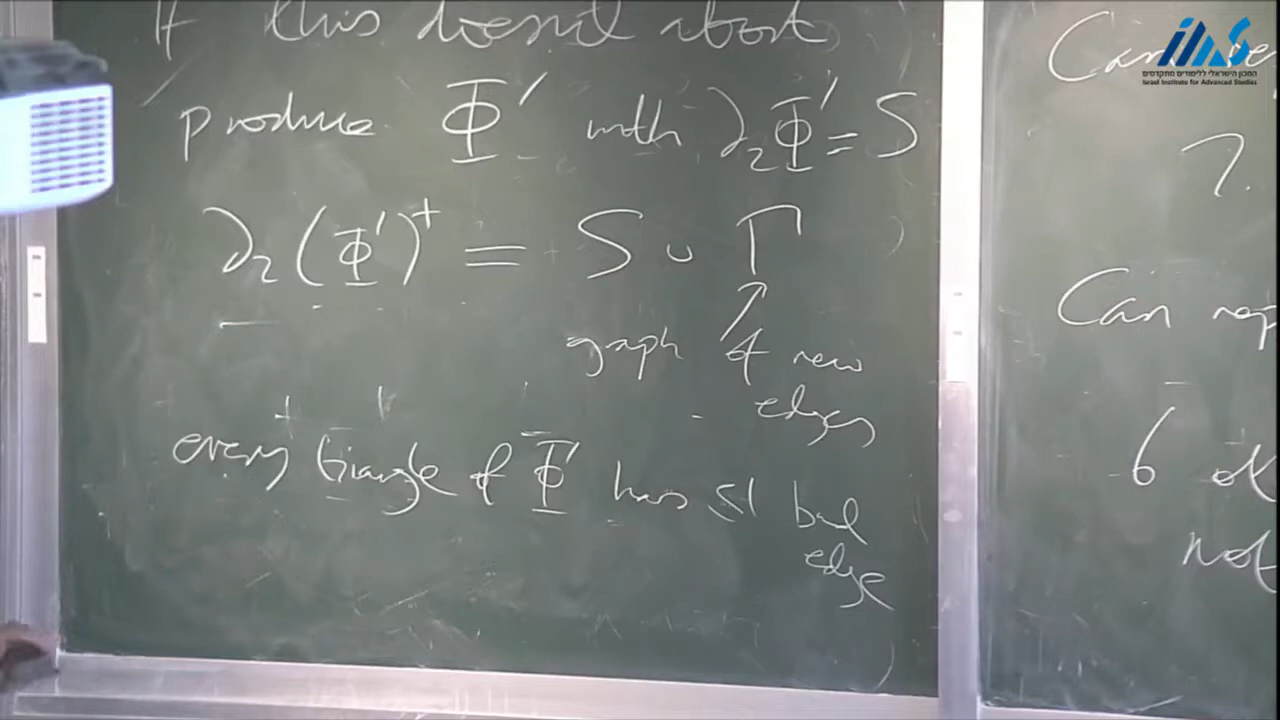 If this doesn't abort,
produce Φ' with ∂₂Φ' = S
∂₂(Φ')⁺ = S ∪ Γ
graph of new
edges
every triangle of Φ' has ≤1 bad
edge
Can
?
Can
6
not
IIAS
המכון הישראלי ללימודים מתקדמים
Israel Institute for Advanced Studies